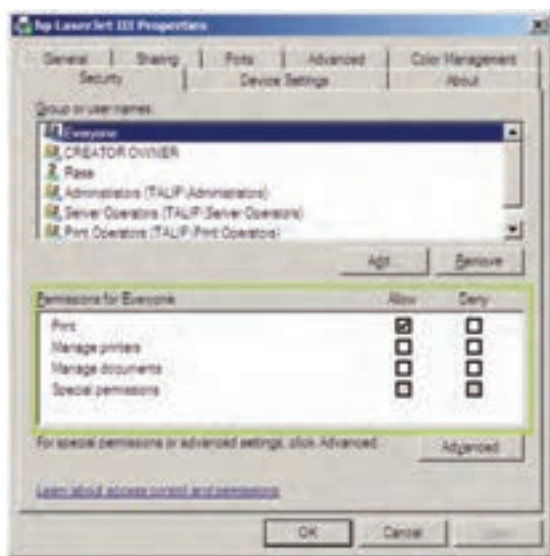 hp LaserJet III Properties
General Sharing Ports Advanced Color Management
Security Device Settings About
Group or user names:
Everyone
CREATOR OWNER
Administrators (TALIP\Administrators)
Server Operators (TALIP\Server Operators)
Print Operators (TALIP\Print Operators)
Add... Remove
Permissions for Everyone Allow Deny
Print
Manage printers
Manage documents
Special permissions
For special permissions or advanced settings, click Advanced.
Advanced
Learn about access control and permissions
OK Cancel